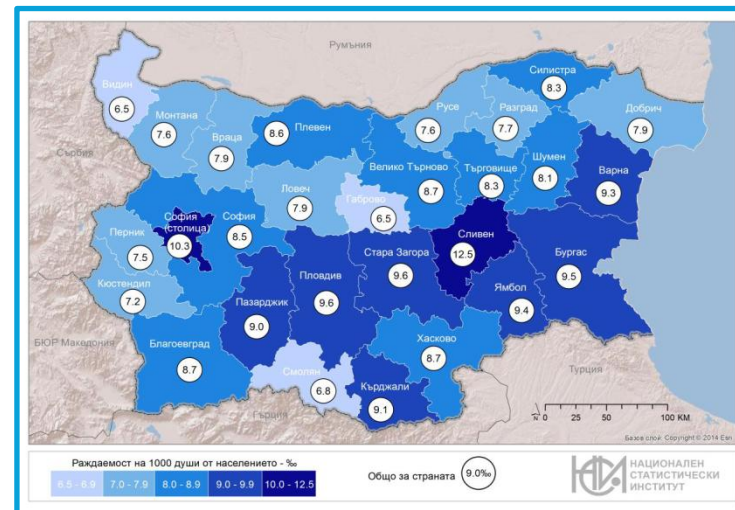 Румъния
Видин
6.5
Монтана
7.6
Враца
7.9
Плевен
8.6
Русе
7.6
Разград
7.7
Силистра
8.3
Добрич
7.9
Сърбия
Ловеч
7.9
Габрово
6.5
Велико Търново
8.7
Търговище
8.3
Шумен
8.1
Варна
9.3
София
(столица)
10.3
София
8.5
Перник
7.5
Кюстендил
7.2
Пазарджик
9.0
Пловдив
9.6
Стара Загора
9.6
Сливен
12.5
Ямбол
9.4
Бургас
9.5
БЮР Македония
Благоевград
8.7
Смолян
6.8
Кърджали
9.1
Хасково
8.7
Гърция
Турция
0 25 50 100 KM
Базов слой: Copyright © 2014 Esri
Раждаемост на 1000 души от населението - ‰
6.5 - 6.9 7.0 - 7.9 8.0 - 8.9 9.0 - 9.9 10.0 - 12.5
Общо за страната 9.0‰
НАЦИОНАЛЕН
СТАТИСТИЧЕСКИ
ИНСТИТУТ